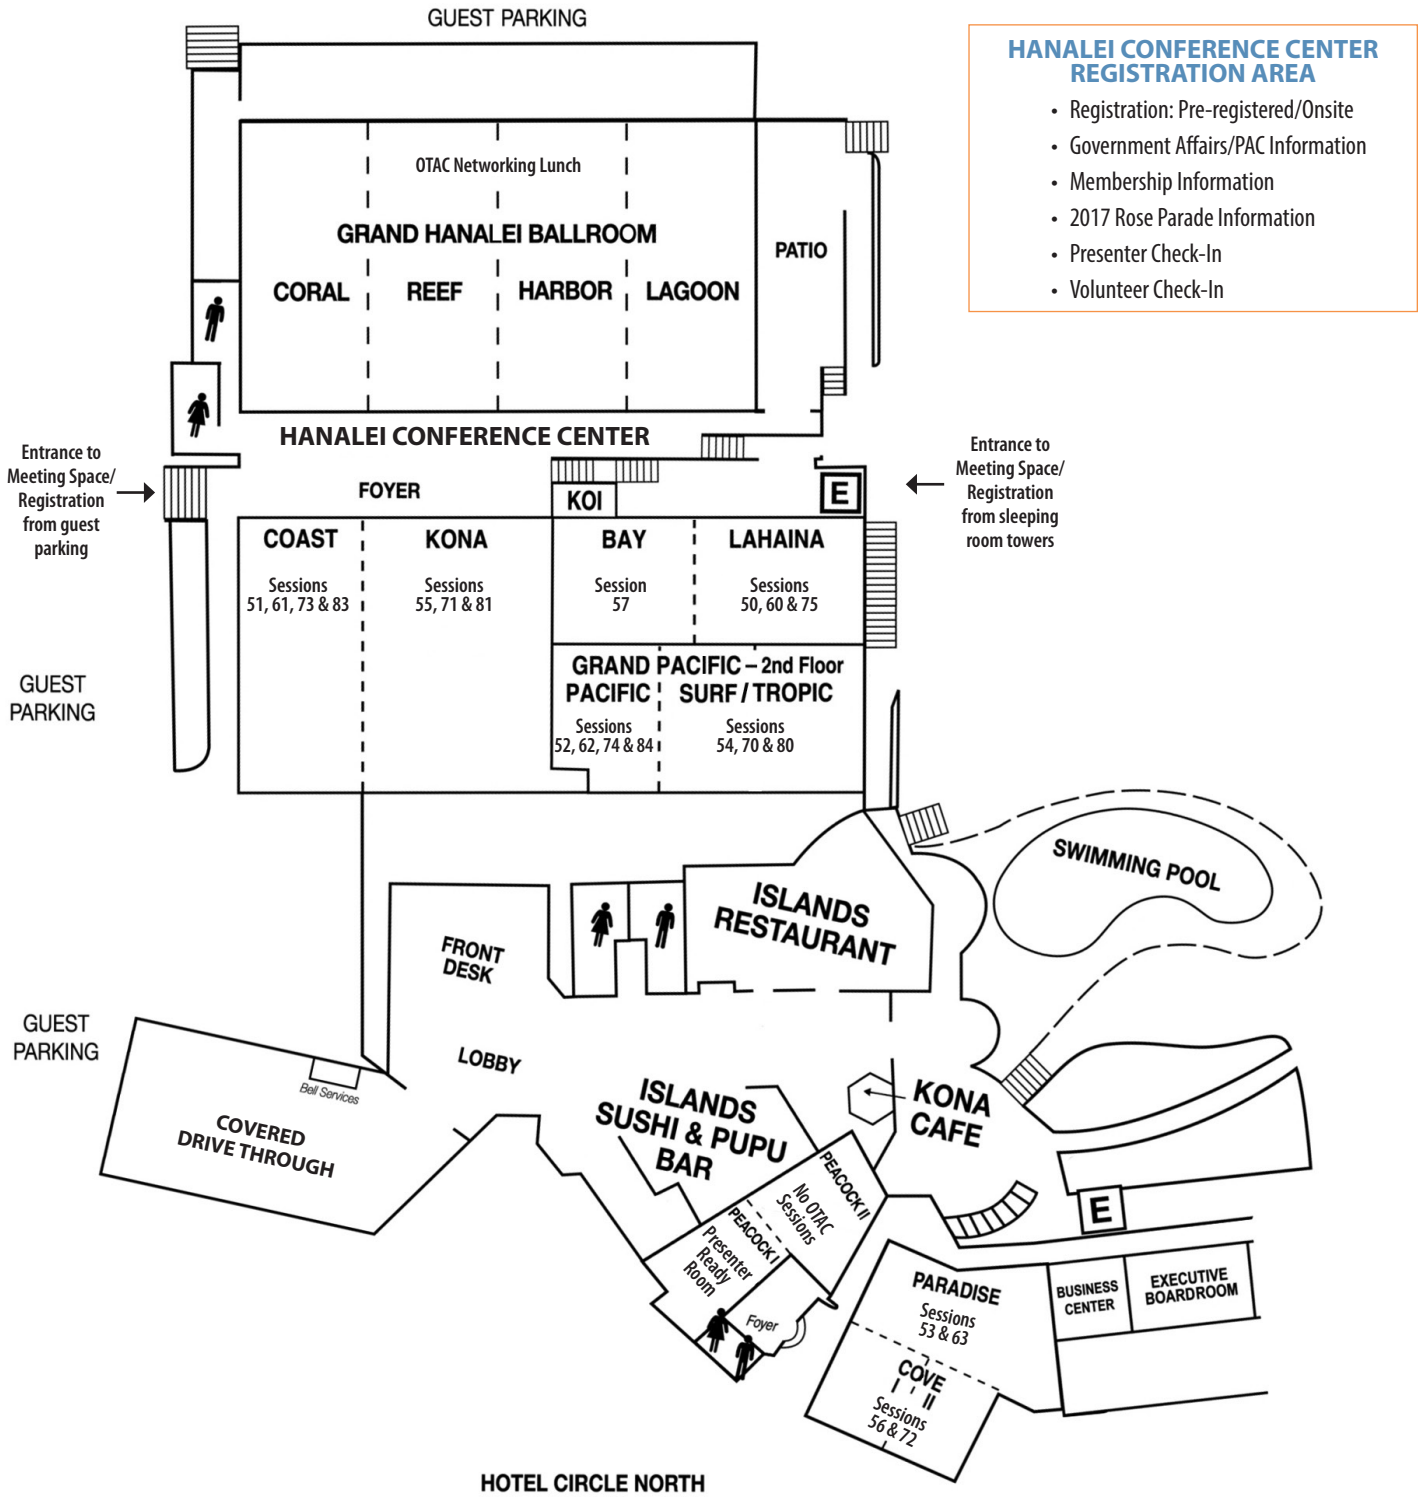 GUEST PARKING
HANALEI CONFERENCE CENTER
REGISTRATION AREA
• Registration: Pre-registered/Onsite
• Government Affairs/PAC Information
• Membership Information
• 2017 Rose Parade Information
• Presenter Check-In
• Volunteer Check-In
OTAC Networking Lunch
GRAND HANALEI BALLROOM
CORAL
REEF
HARBOR
LAGOON
PATIO
HANALEI CONFERENCE CENTER
Entrance to
Meeting Space/
Registration
from guest
parking
FOYER
KOI
E
Entrance to
Meeting Space/
Registration
from sleeping
room towers
COAST
Sessions
51, 61, 73 & 83
KONA
Sessions
55, 71 & 81
BAY
Session
57
LAHAINA
Sessions
50, 60 & 75
GRAND PACIFIC – 2nd Floor
PACIFIC
SURF / TROPIC
Sessions
52, 62, 74 & 84
Sessions
54, 70 & 80
GUEST
PARKING
SWIMMING POOL
ISLANDS
RESTAURANT
FRONT
DESK
LOBBY
GUEST
PARKING
Bell Services
COVERED
DRIVE THROUGH
ISLANDS
SUSHI & PUPU
BAR
KONA
CAFE
PEACOCK II
No OTAC
Sessions
PEACOCK I
Presenter
Ready
Room
Foyer
E
PARADISE
Sessions
53 & 63
COVE
I II
Sessions
56 & 72
BUSINESS
CENTER
EXECUTIVE
BOARDROOM
HOTEL CIRCLE NORTH